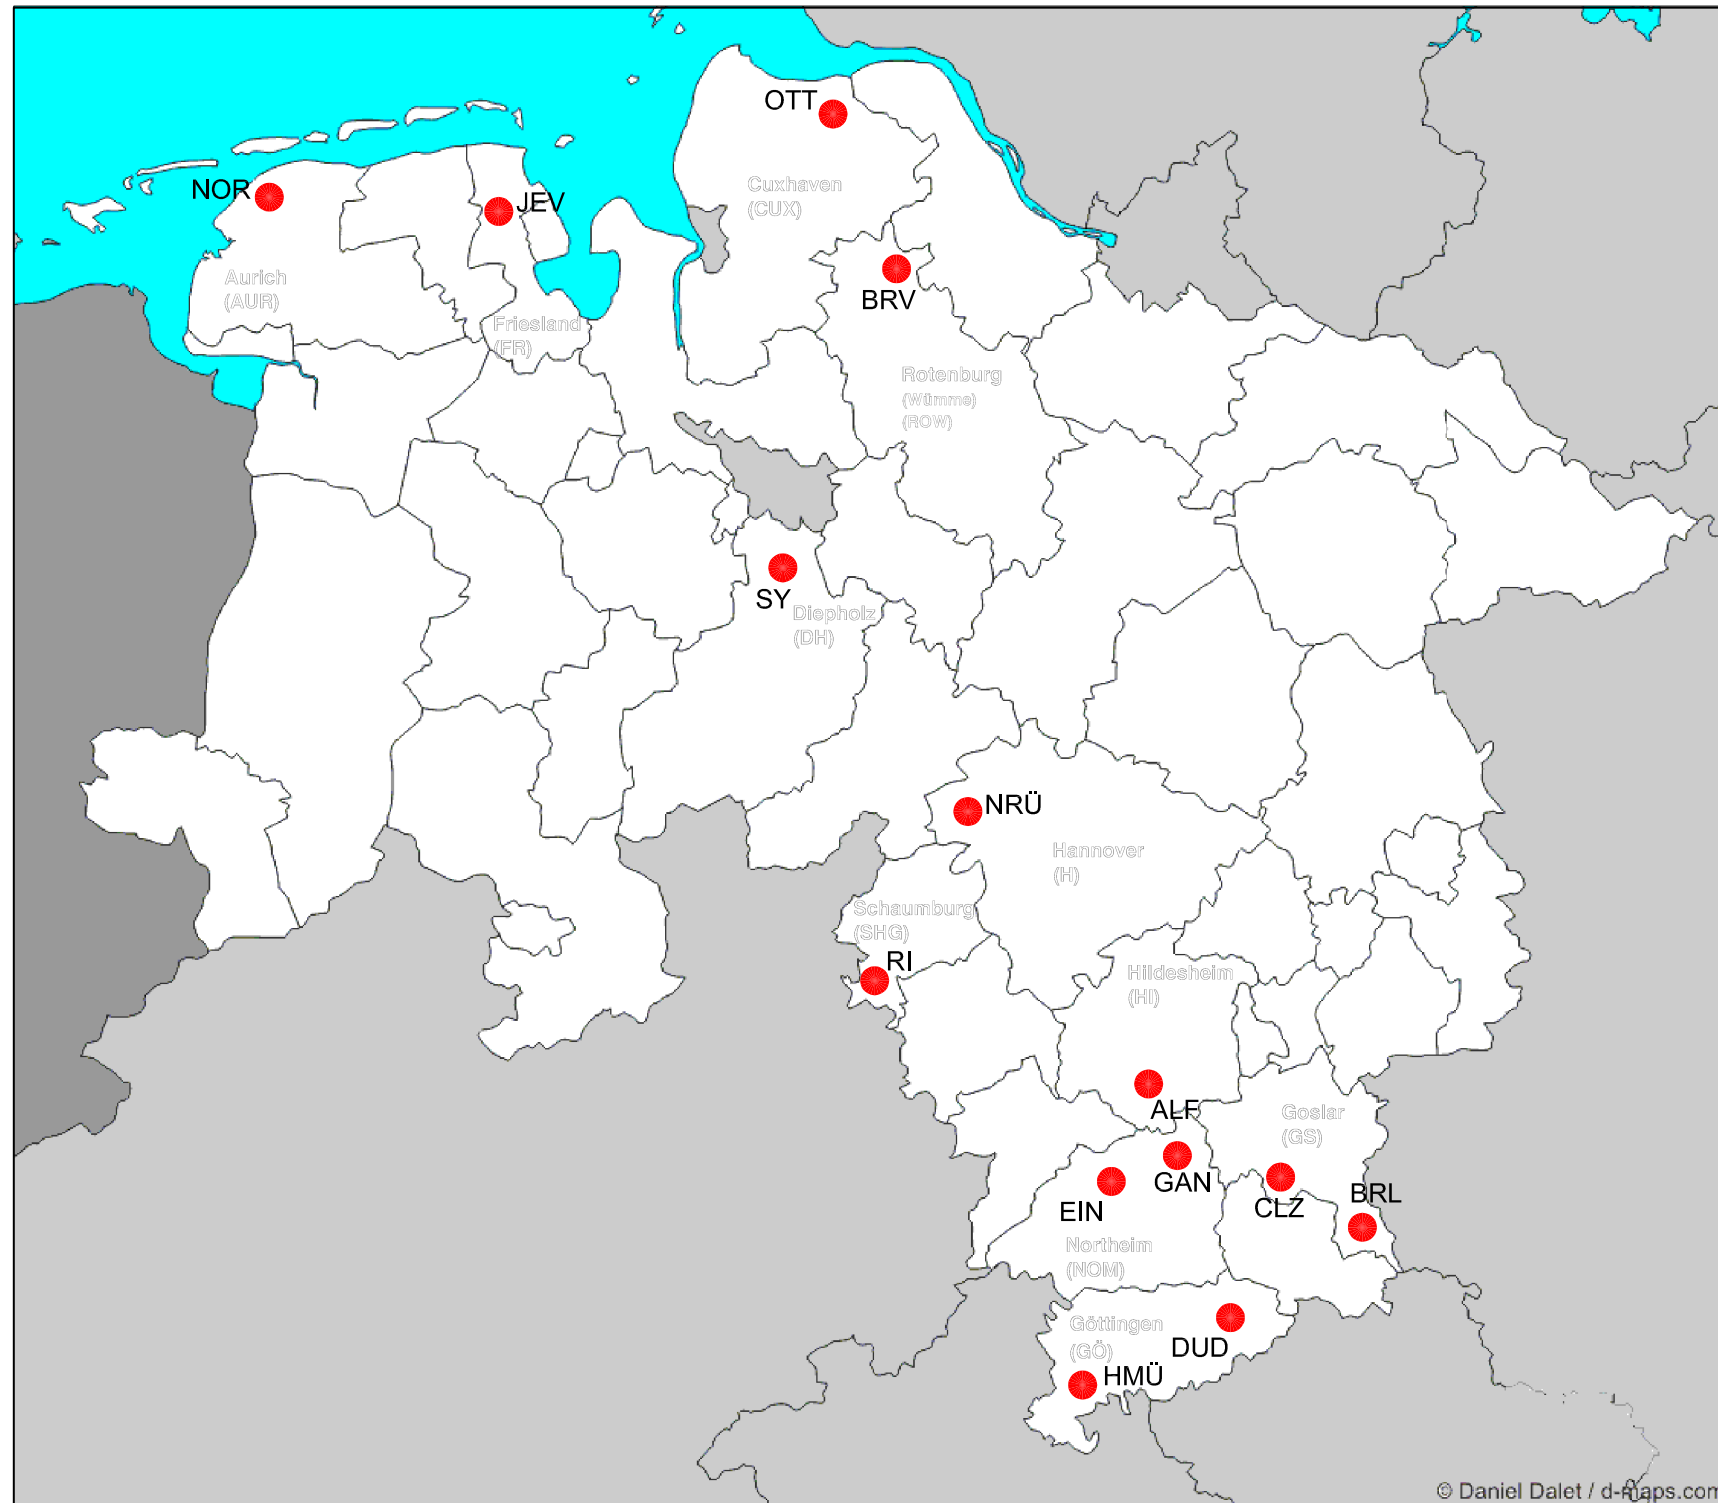 OTT
Cuxhaven
(CUX)
NOR
JEV
Aurich
(AUR)
BRV
Friesland
(FR)
Rotenburg
(Wümme)
(ROW)
SY
Diepholz
(DH)
NRÜ
Hannover
(H)
Schaumburg
(SHG)
RI
Hildesheim
(HI)
ALF
Goslar
(GS)
GAN
EIN
CLZ
BRL
Northeim
(NOM)
Göttingen
(GÖ)
DUD
HMÜ
© Daniel Dalet / d-maps.com